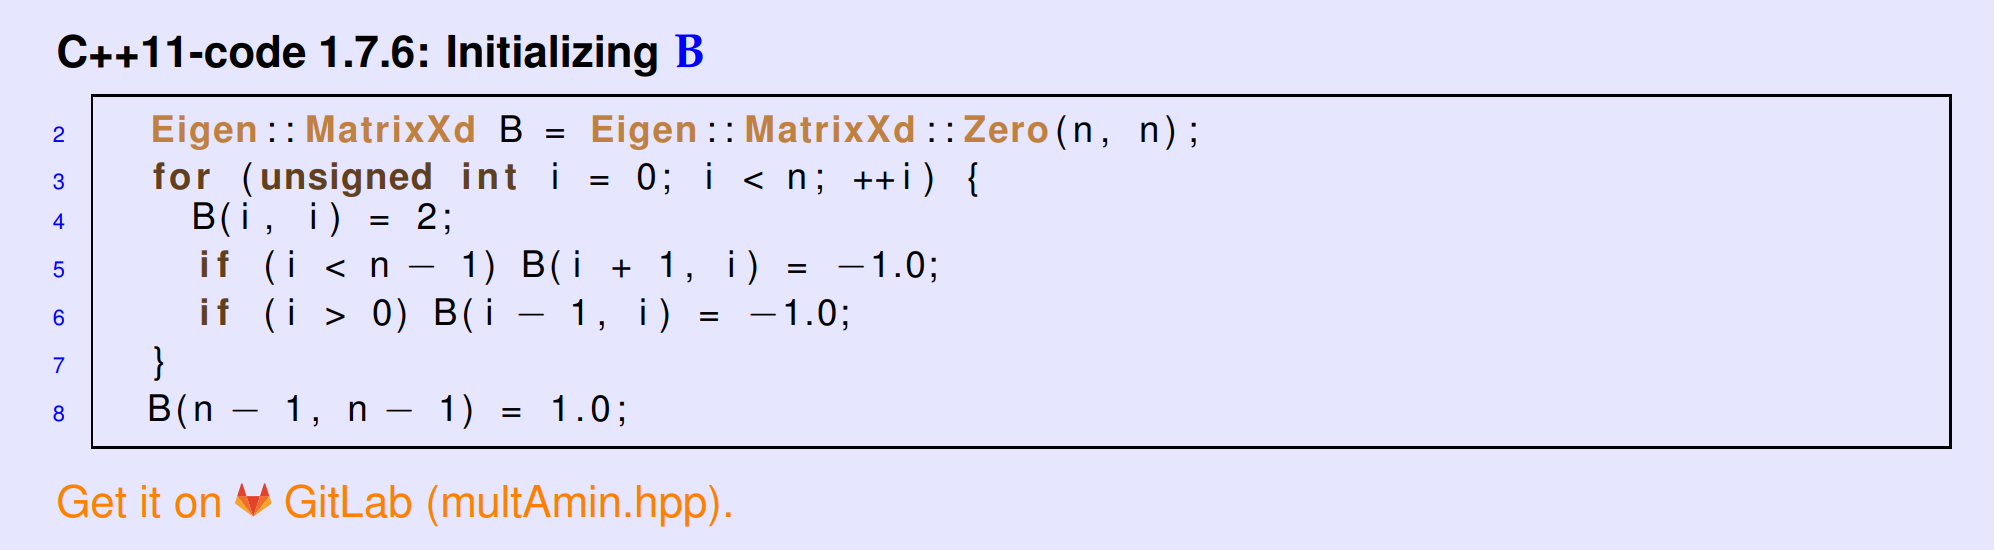 C++11-code 1.7.6: Initializing B
2 Eigen::MatrixXd B = Eigen::MatrixXd::Zero(n, n);
3 for (unsigned int i = 0; i < n; ++i) {
4 B(i, i) = 2;
5 if (i < n − 1) B(i + 1, i) = −1.0;
6 if (i > 0) B(i − 1, i) = −1.0;
7 }
8 B(n − 1, n − 1) = 1.0;
Get it on GitLab (multAmin.hpp).